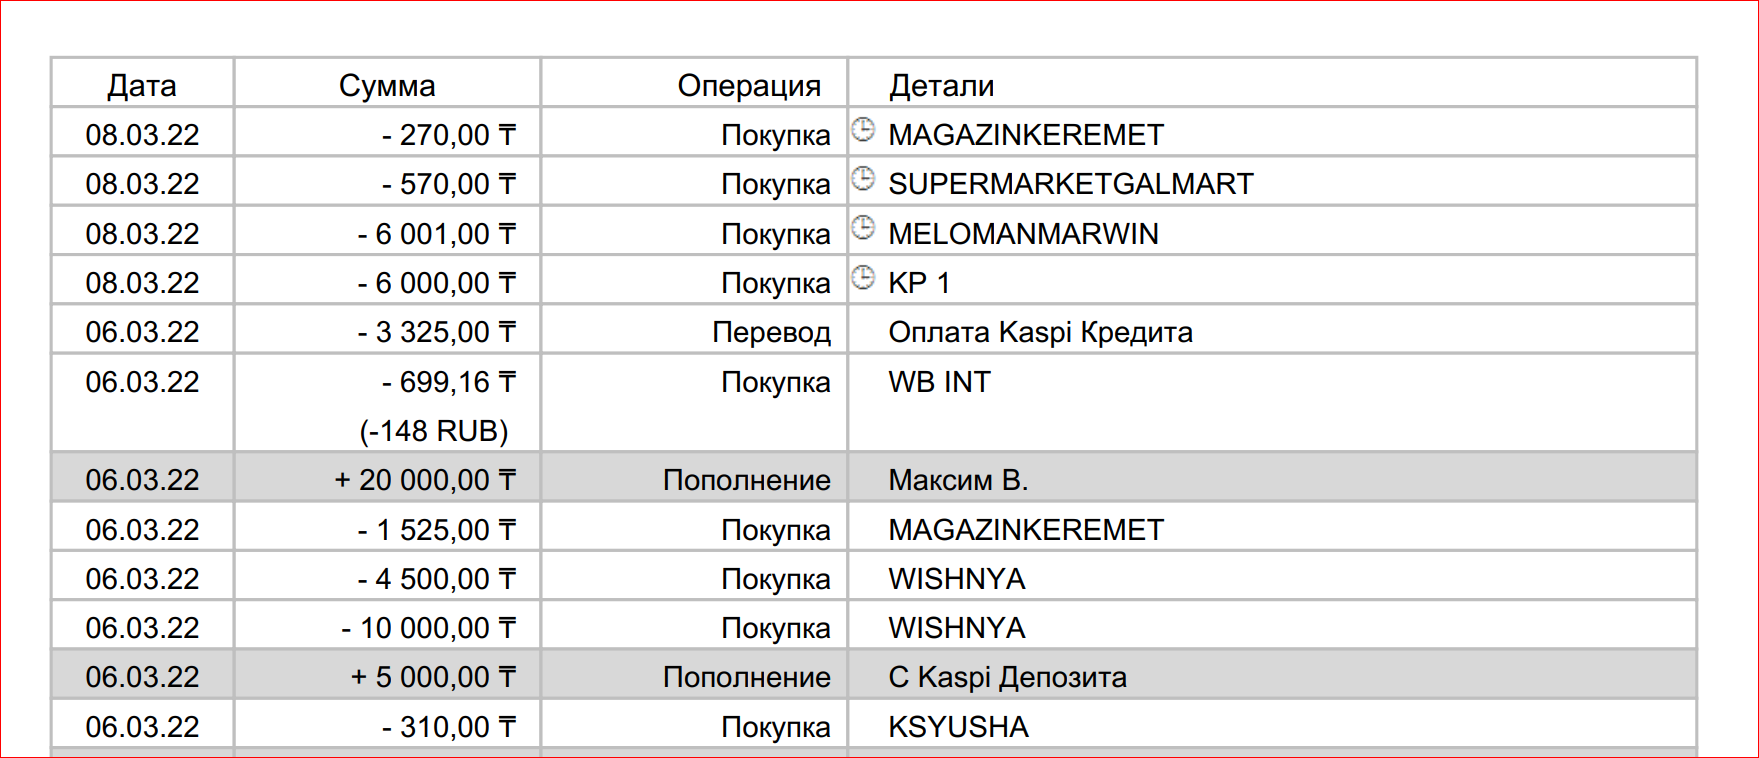 Дата Сумма Операция Детали
08.03.22 - 270,00 ₸ Покупка MAGAZINKEREMET
08.03.22 - 570,00 ₸ Покупка SUPERMARKETGALMART
08.03.22 - 6 001,00 ₸ Покупка MELOMANMARWIN
08.03.22 - 6 000,00 ₸ Покупка KP 1
06.03.22 - 3 325,00 ₸ Перевод Оплата Kaspi Кредита
06.03.22 - 699,16 ₸ Покупка WB INT
(-148 RUB)
06.03.22 + 20 000,00 ₸ Пополнение Максим В.
06.03.22 - 1 525,00 ₸ Покупка MAGAZINKEREMET
06.03.22 - 4 500,00 ₸ Покупка WISHNYA
06.03.22 - 10 000,00 ₸ Покупка WISHNYA
06.03.22 + 5 000,00 ₸ Пополнение С Kaspi Депозита
06.03.22 - 310,00 ₸ Покупка KSYUSHA